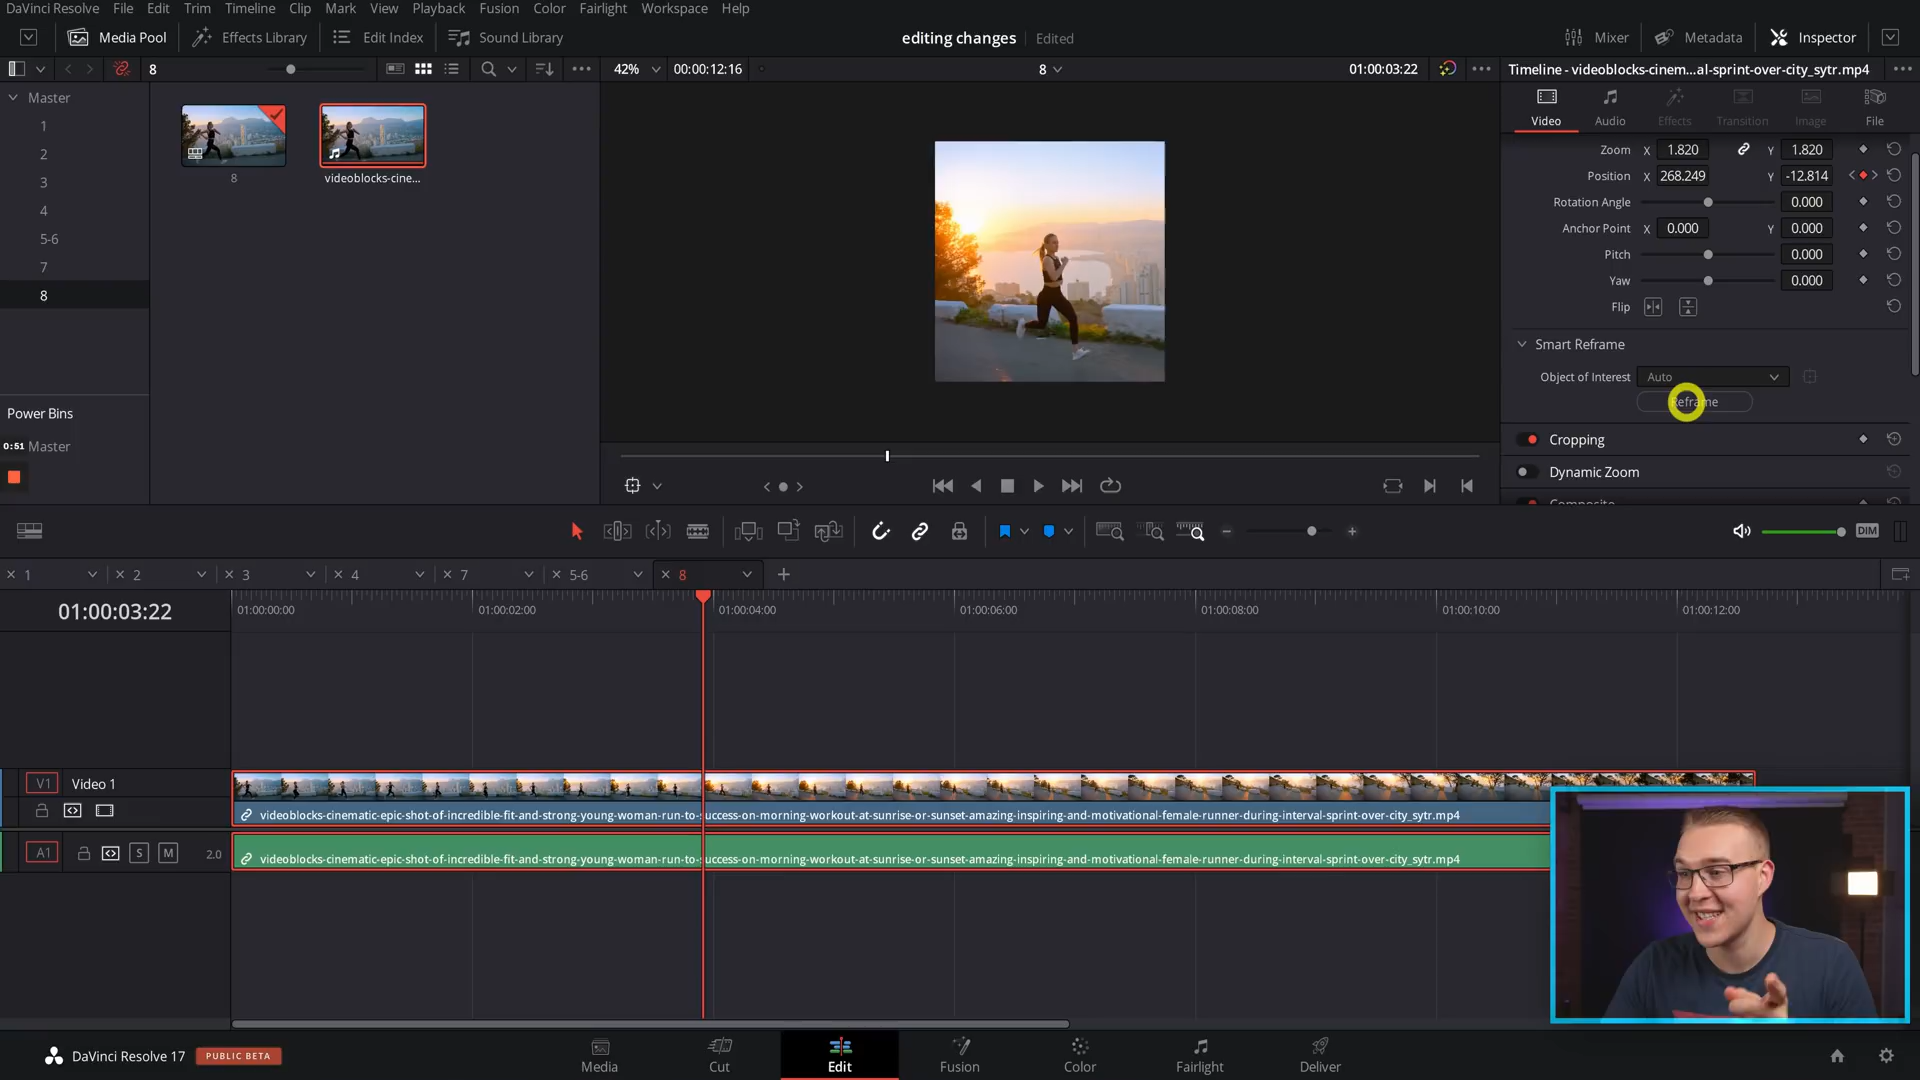 DaVinci Resolve File Edit Trim Timeline Clip Mark View Playback Fusion Color Fairlight Workspace Help
Media Pool Effects Library Edit Index Sound Library editing changes Edited Mixer Metadata Inspector
8 42% 00:00:12:16 8 01:00:03:22 Timeline - videoblocks-cinem...al-sprint-over-city_sytr.mp4
Master
1
2
3
4
5-6
7
8
8 videoblocks-cine...
Power Bins
0:51 Master
Video Audio Effects Transition Image File
Zoom X 1.820 Y 1.820
Position X 268.249 Y -12.814
Rotation Angle 0.000
Anchor Point X 0.000 Y 0.000
Pitch 0.000
Yaw 0.000
Flip
Smart Reframe
Object of Interest Auto
Reframe
Cropping
Dynamic Zoom
Composite
DIM
1 2 3 4 7 5-6 8
01:00:03:22 01:00:00:00 01:00:02:00 01:00:04:00 01:00:06:00 01:00:08:00 01:00:10:00 01:00:12:00
V1 Video 1
videoblocks-cinematic-epic-shot-of-incredible-fit-and-strong-young-woman-run-to-success-on-morning-workout-at-sunrise-or-sunset-amazing-inspiring-and-motivational-female-runner-during-interval-sprint-over-city_sytr.mp4
A1 S M 2.0 videoblocks-cinematic-epic-shot-of-incredible-fit-and-strong-young-woman-run-to-success-on-morning-workout-at-sunrise-or-sunset-amazing-inspiring-and-motivational-female-runner-during-interval-sprint-over-city_sytr.mp4
DaVinci Resolve 17 PUBLIC BETA
Media Cut Edit Fusion Color Fairlight Deliver